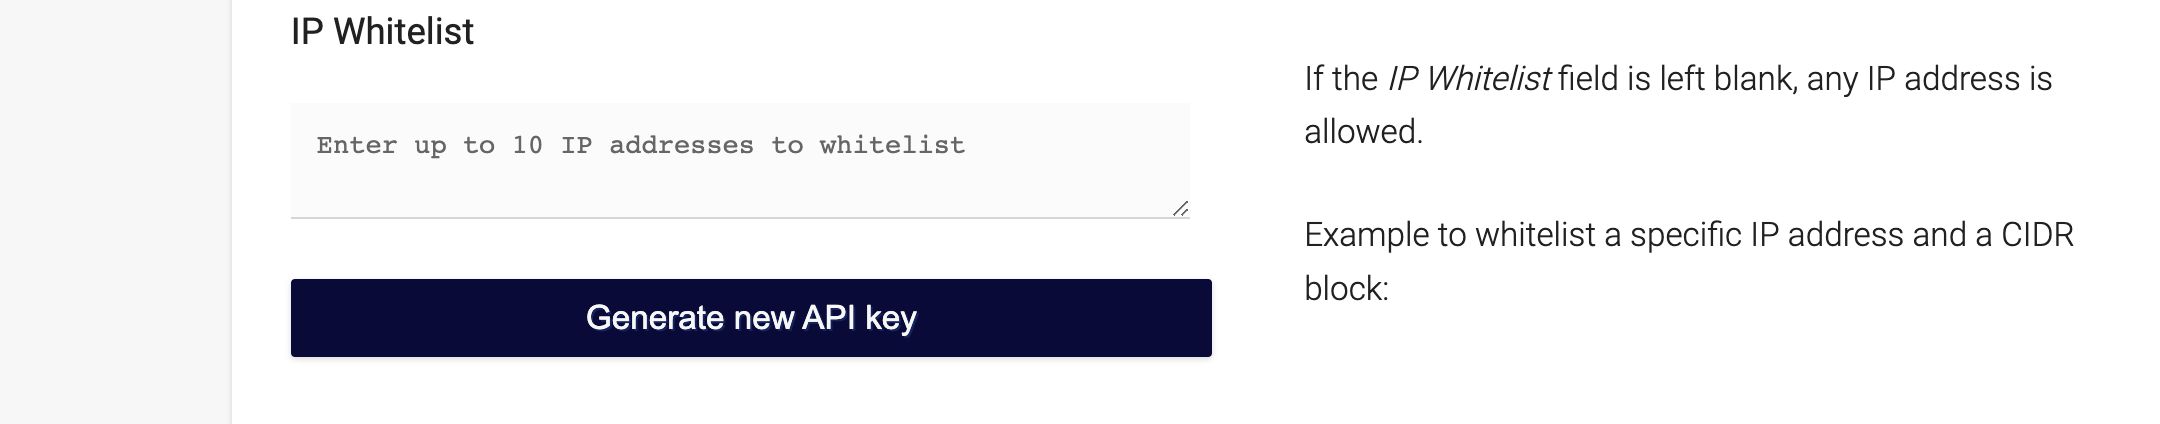 IP Whitelist
Enter up to 10 IP addresses to whitelist
Generate new API key
If the IP Whitelist field is left blank, any IP address is
allowed.
Example to whitelist a specific IP address and a CIDR
block: